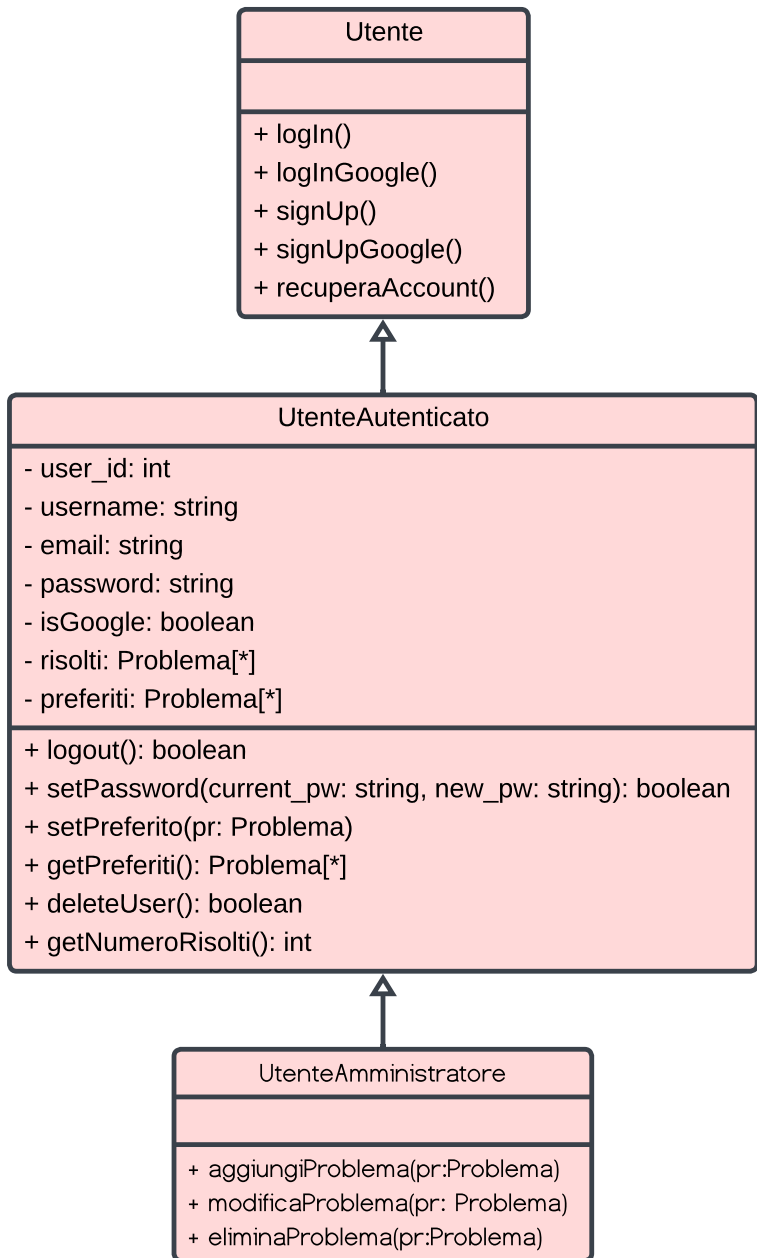 Utente
+ logIn()
+ logInGoogle()
+ signUp()
+ signUpGoogle()
+ recuperaAccount()
UtenteAutenticato
- user_id: int
- username: string
- email: string
- password: string
- isGoogle: boolean
- risolti: Problema[*]
- preferiti: Problema[*]
+ logout(): boolean
+ setPassword(current_pw: string, new_pw: string): boolean
+ setPreferito(pr: Problema)
+ getPreferiti(): Problema[*]
+ deleteUser(): boolean
+ getNumeroRisolti(): int
UtenteAmministratore
+ aggiungiProblema(pr:Problema)
+ modificaProblema(pr: Problema)
+ eliminaProblema(pr:Problema)